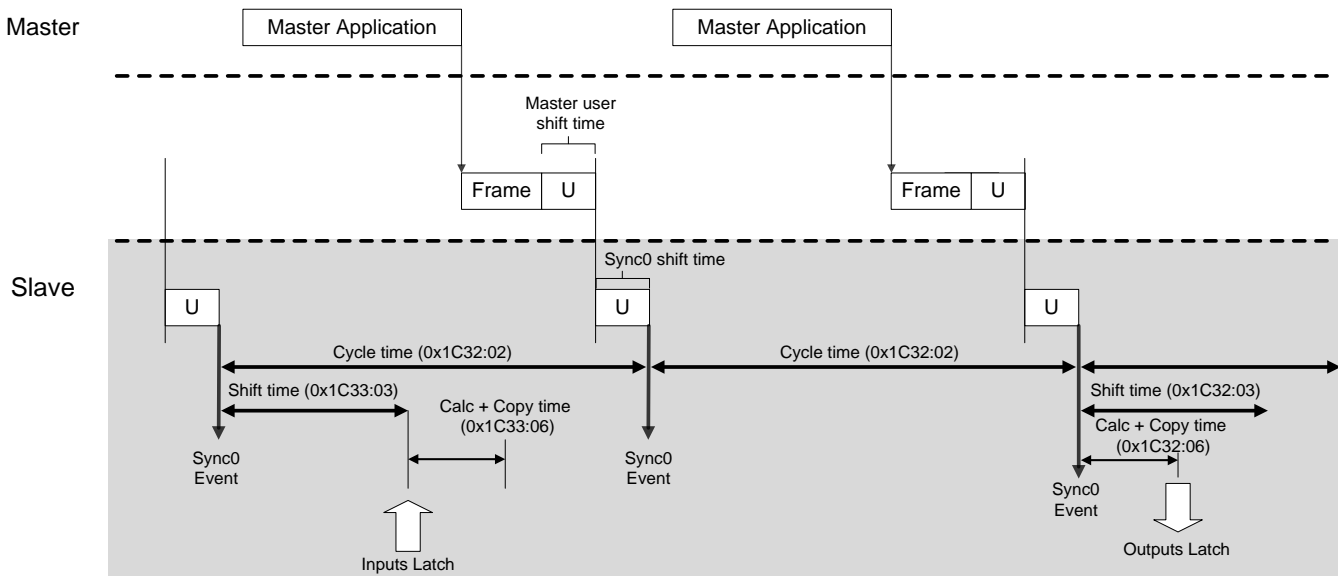 Master
Master Application
Master Application
Master user
shift time
Frame
U
Frame
U
Slave
Sync0 shift time
U
U
U
Cycle time (0x1C32:02)
Cycle time (0x1C32:02)
Shift time (0x1C33:03)
Shift time (0x1C32:03)
Calc + Copy time
(0x1C33:06)
Calc + Copy time
(0x1C32:06)
Sync0
Event
Sync0
Event
Sync0
Event
Inputs Latch
Outputs Latch